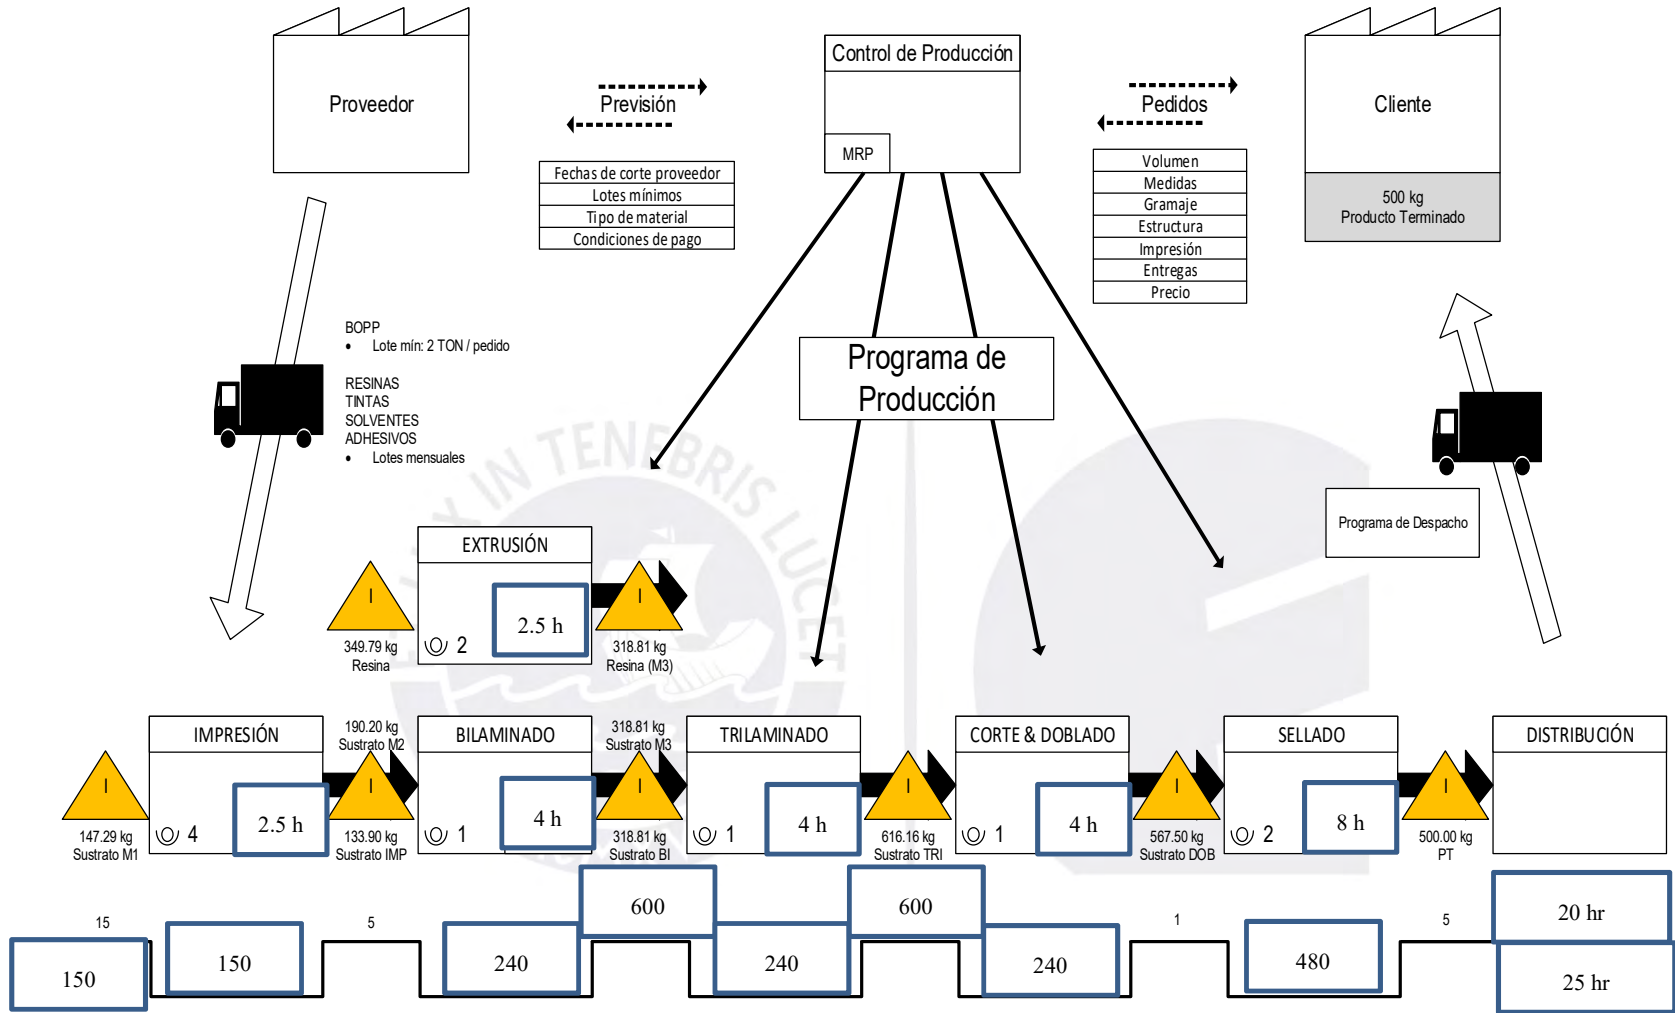 Proveedor
Previsión
Fechas de corte proveedor
Lotes mínimos
Tipo de material
Condiciones de pago
Control de Producción
MRP
Pedidos
Volumen
Medidas
Gramaje
Estructura
Impresión
Entregas
Precio
Cliente
500 kg
Producto Terminado
BOPP
• Lote mín: 2 TON / pedido
RESINAS
TINTAS
SOLVENTES
ADHESIVOS
• Lotes mensuales
Programa de
Producción
Programa de Despacho
IN TENEBRIS LUCET
EXTRUSIÓN
I
2.5 h
2
I
349.79 kg
Resina
318.81 kg
Resina (M3)
IMPRESIÓN
190.20 kg
Sustrato M2
BILAMINADO
318.81 kg
Sustrato M3
TRILAMINADO
CORTE & DOBLADO
SELLADO
DISTRIBUCIÓN
I
4
2.5 h
I
1
4 h
I
1
4 h
I
1
4 h
I
2
8 h
I
147.29 kg
Sustrato M1
133.90 kg
Sustrato IMP
318.81 kg
Sustrato BI
616.16 kg
Sustrato TRI
567.50 kg
Sustrato DOB
500.00 kg
PT
15
5
600
600
1
5
20 hr
150
150
240
240
240
480
25 hr